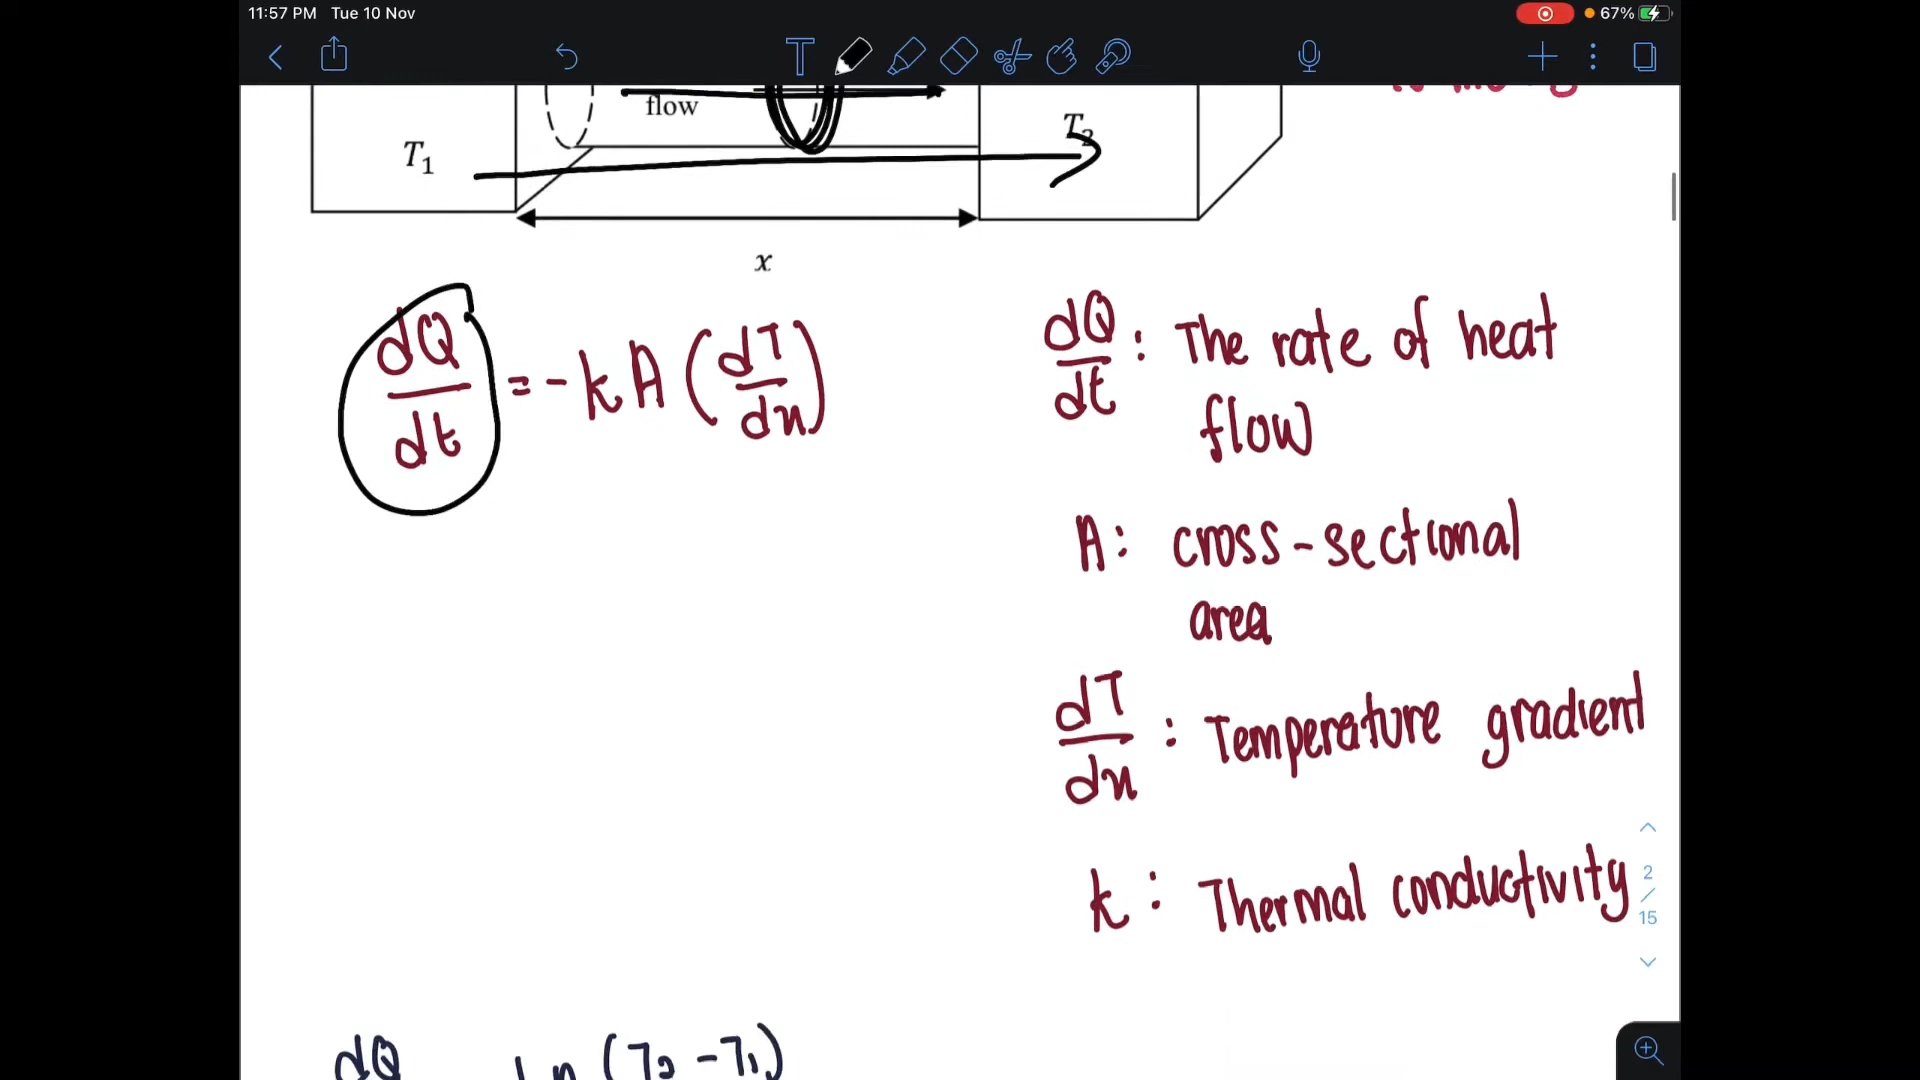 11:57 PM Tue 10 Nov
67%
flow
T₁
T₂
x
dQ/dt = -kA(dT/dx)
dQ/dt : The rate of heat
flow
A: cross-sectional
area
dT/dx : Temperature gradient
k : Thermal conductivity
2
/
15
dQ (T₂ - T₁)